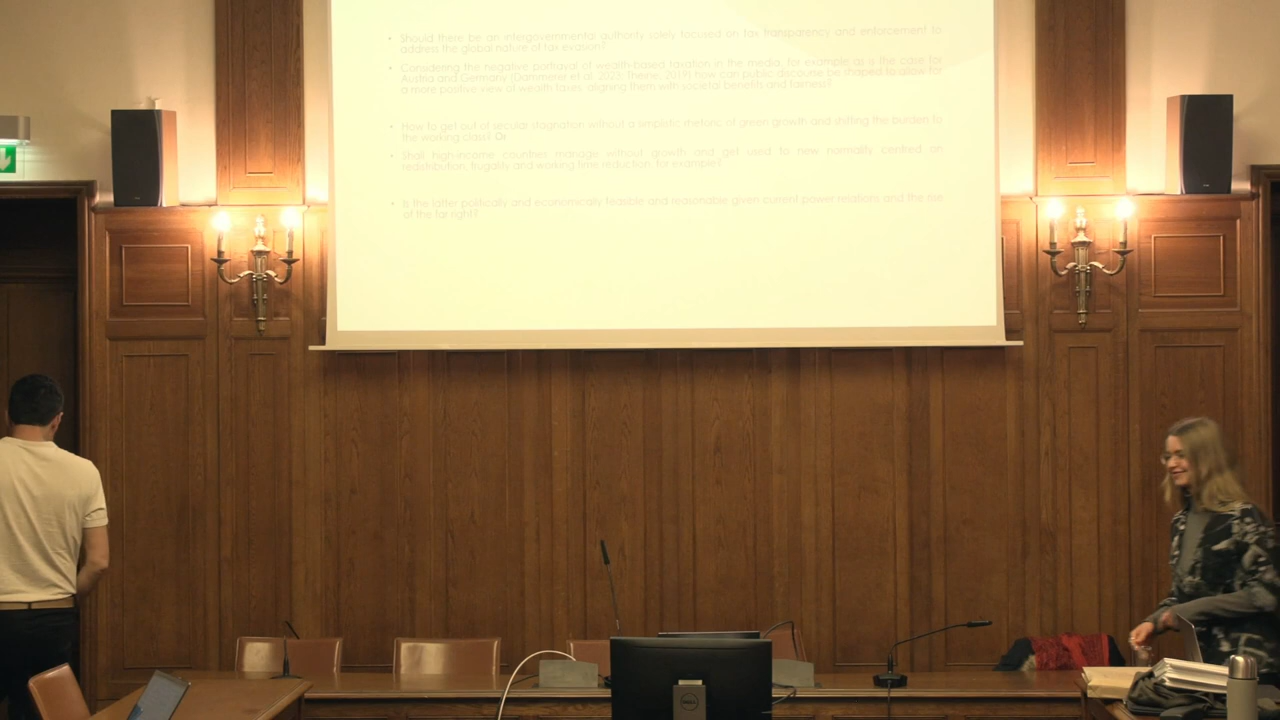 • Should there be an intergovernmental authority solely focused on tax transparency and enforcement to
address the global nature of tax evasion?
• Considering the negative portrayal of wealth-based taxation in the media, for example as is the case for
Austria and Germany et al. 2023; Theine, 2019) how can public discourse be shaped to allow for
a more positive view of wealth taxes, aligning them with societal benefits and fairness?
• How to get out of secular stagnation without a simplistic rhetoric of green growth and shifting the burden to
the working class? Or
• Shall high-income countries manage without growth and get used to new normality centred on
redistribution, frugality and working time reduction, for example?
• Is the latter politically and economically feasible and reasonable given current power relations and the rise
of the far right?
DELL